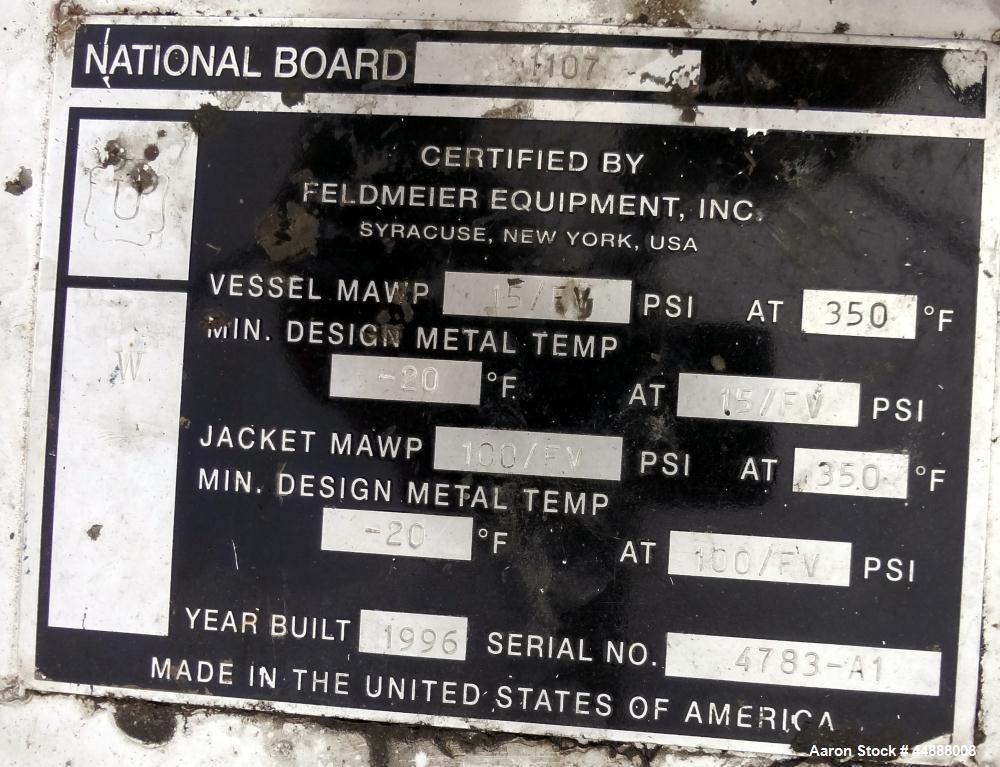 NATIONAL BOARD 1107
CERTIFIED BY
FELDMEIER EQUIPMENT, INC.
SYRACUSE, NEW YORK, USA
U
VESSEL MAWP 15/FV PSI AT 350 °F
MIN. DESIGN METAL TEMP
-20 °F AT 15/FV PSI
W
JACKET MAWP 100/FV PSI AT 350 °F
MIN. DESIGN METAL TEMP
-20 °F AT 100/FV PSI
YEAR BUILT 1996 SERIAL NO. 4783-A1
MADE IN THE UNITED STATES OF AMERICA
Aaron Stock # 44888008